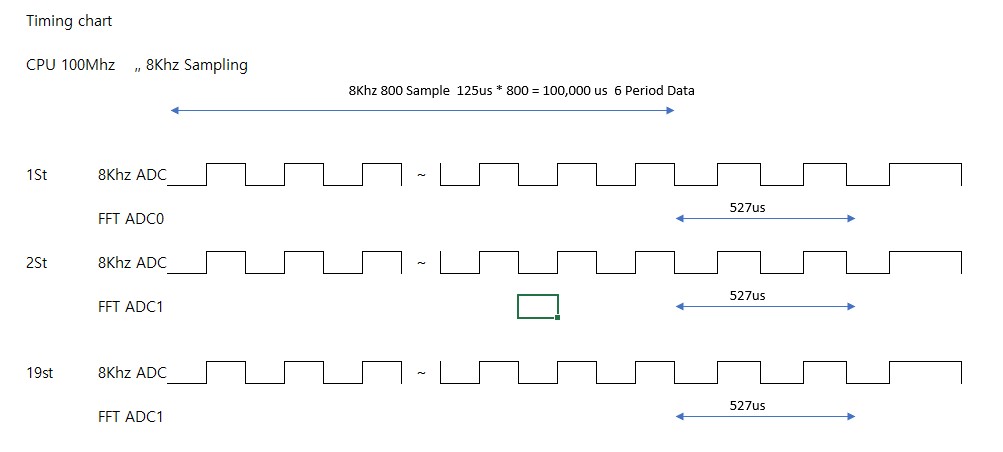 Timing chart
CPU 100Mhz ,, 8Khz Sampling
8Khz 800 Sample 125us * 800 = 100,000 us 6 Period Data
1St 8Khz ADC ~
527us
FFT ADC0
2St 8Khz ADC ~
527us
FFT ADC1
19st 8Khz ADC ~
527us
FFT ADC1